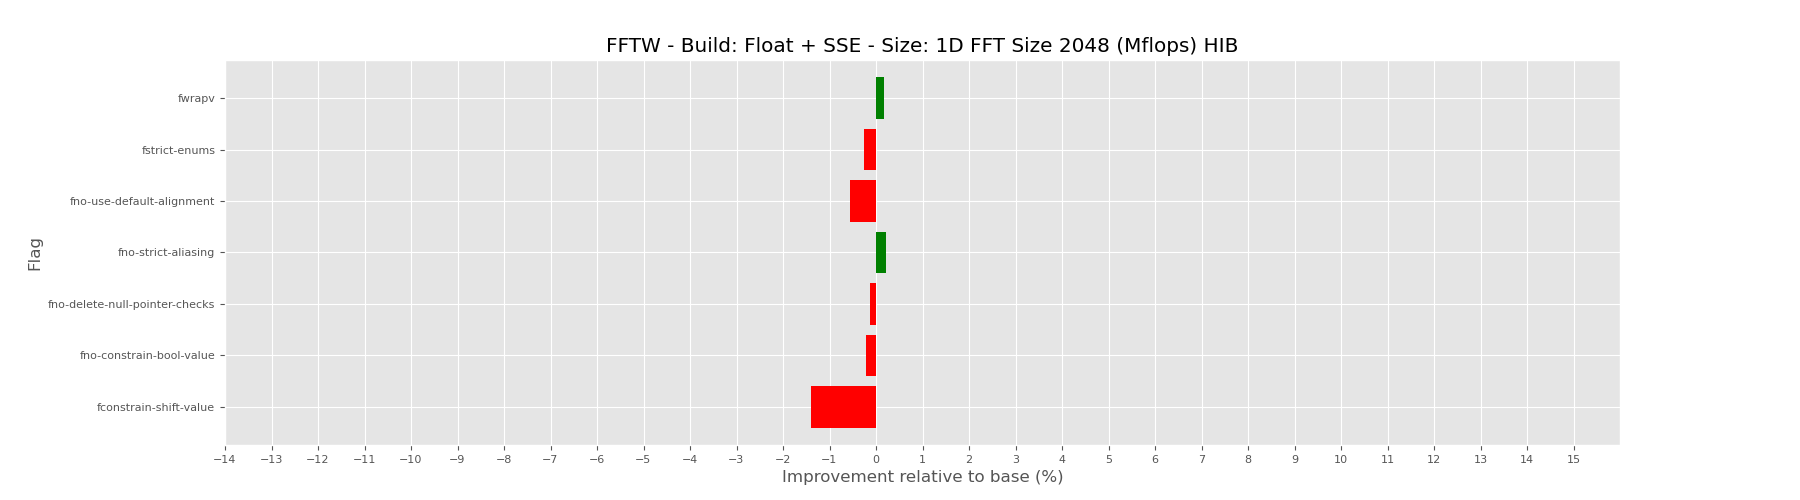 FFTW - Build: Float + SSE - Size: 1D FFT Size 2048 (Mflops) HIB
Flag
fwrapv
fstrict-enums
fno-use-default-alignment
fno-strict-aliasing
fno-delete-null-pointer-checks
fno-constrain-bool-value
fconstrain-shift-value
−14 −13 −12 −11 −10 −9 −8 −7 −6 −5 −4 −3 −2 −1 0 1 2 3 4 5 6 7 8 9 10 11 12 13 14 15
Improvement relative to base (%)